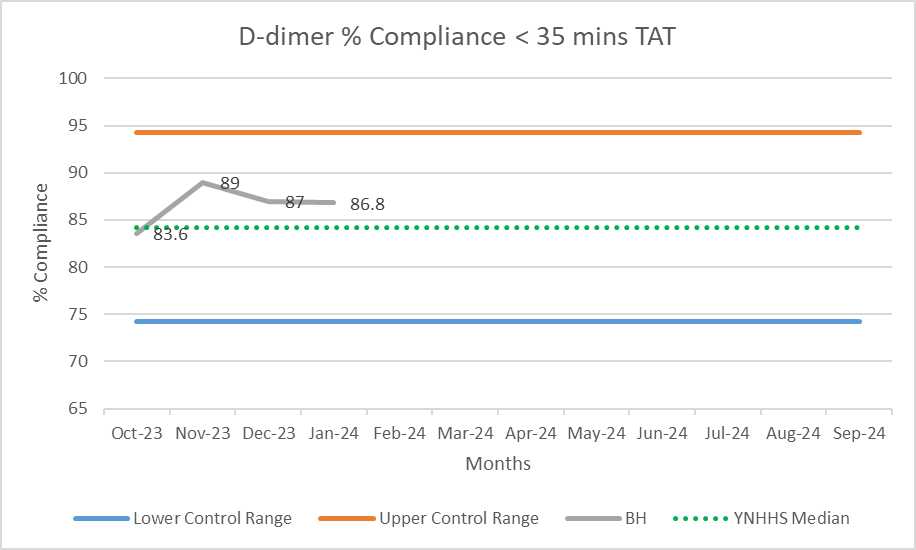 D-dimer % Compliance < 35 mins TAT
100
95
90
85
80
75
70
65
% Compliance
83.6
89
87
86.8
Oct-23 Nov-23 Dec-23 Jan-24 Feb-24 Mar-24 Apr-24 May-24 Jun-24 Jul-24 Aug-24 Sep-24
Months
Lower Control Range Upper Control Range BH YNHHS Median